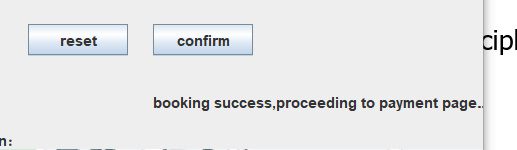 reset confirm
booking success,proceeding to payment page..
n: